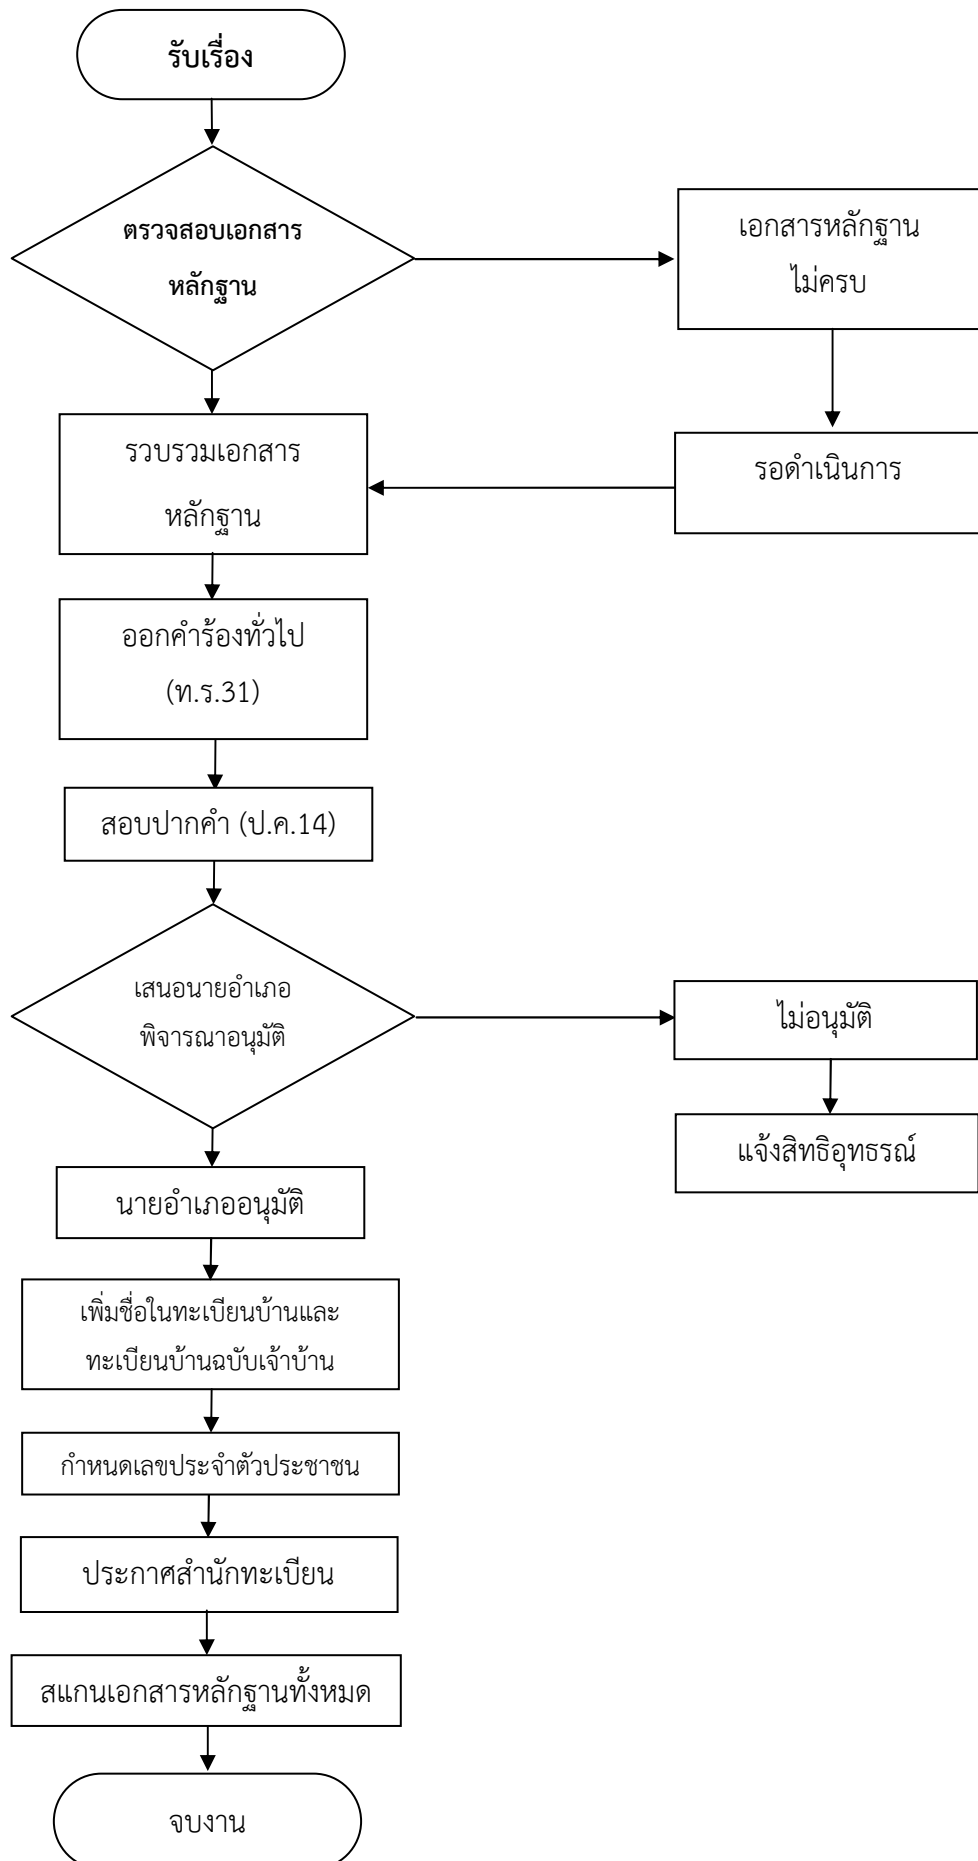 รับเรื่อง
ตรวจสอบเอกสาร
หลักฐาน
เอกสารหลักฐาน
ไม่ครบ
รวบรวมเอกสาร
หลักฐาน
รอดำเนินการ
ออกคำร้องทั่วไป
(ท.ร.31)
สอบปากคำ (ป.ค.14)
เสนอนายอำเภอ
พิจารณาอนุมัติ
ไม่อนุมัติ
แจ้งสิทธิอุทธรณ์
นายอำเภออนุมัติ
เพิ่มชื่อในทะเบียนบ้านและ
ทะเบียนบ้านฉบับเจ้าบ้าน
กำหนดเลขประจำตัวประชาชน
ประกาศสำนักทะเบียน
สแกนเอกสารหลักฐานทั้งหมด
จบงาน